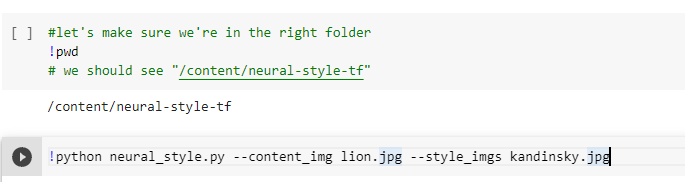 [ ] #let's make sure we're in the right folder
!pwd
# we should see "/content/neural-style-tf"
/content/neural-style-tf
!python neural_style.py --content_img lion.jpg --style_imgs kandinsky.jpg